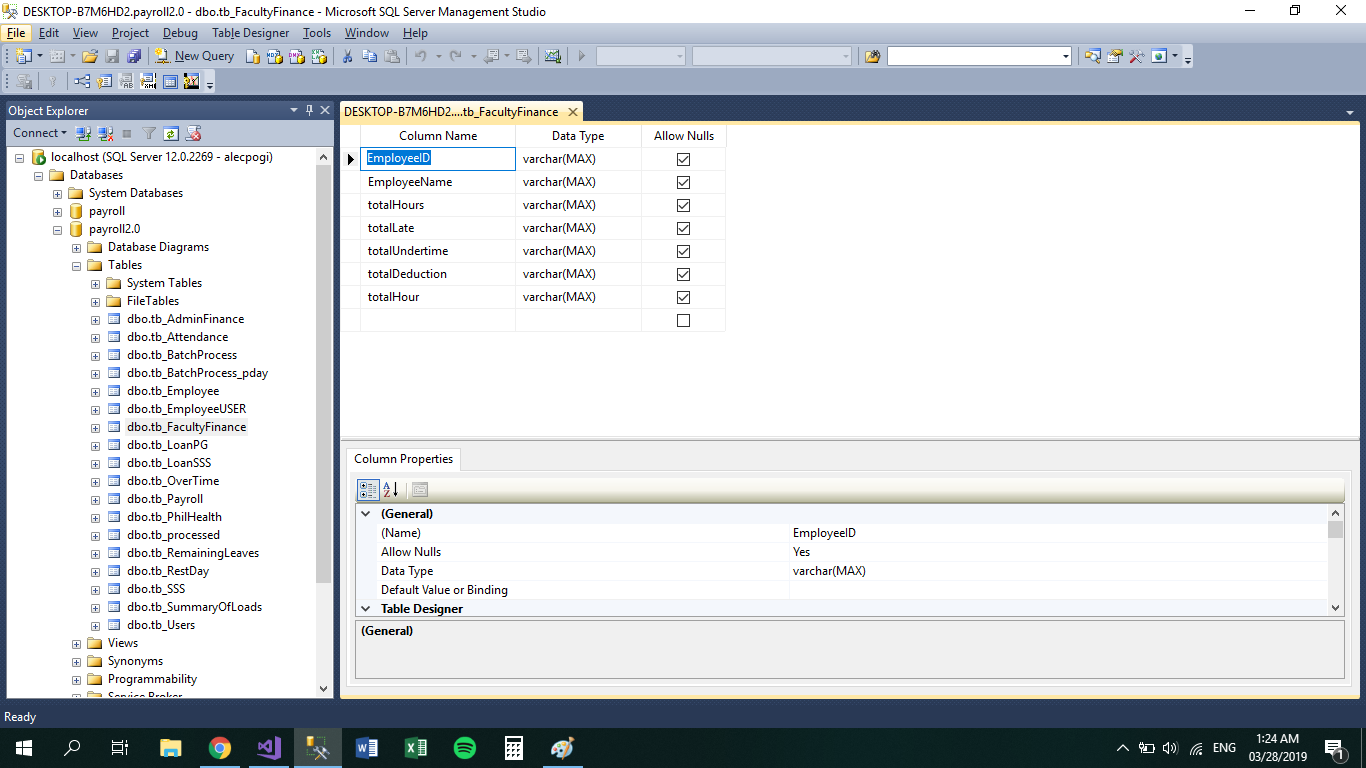 DESKTOP-B7M6HD2.payroll2.0 - dbo.tb_FacultyFinance - Microsoft SQL Server Management Studio
File Edit View Project Debug Table Designer Tools Window Help
New Query
Object Explorer
Connect
localhost (SQL Server 12.0.2269 - alecpogi)
Databases
System Databases
payroll
payroll2.0
Database Diagrams
Tables
System Tables
FileTables
dbo.tb_AdminFinance
dbo.tb_Attendance
dbo.tb_BatchProcess
dbo.tb_BatchProcess_pday
dbo.tb_Employee
dbo.tb_EmployeeUSER
dbo.tb_FacultyFinance
dbo.tb_LoanPG
dbo.tb_LoanSSS
dbo.tb_OverTime
dbo.tb_Payroll
dbo.tb_PhilHealth
dbo.tb_processed
dbo.tb_RemainingLeaves
dbo.tb_RestDay
dbo.tb_SSS
dbo.tb_SummaryOfLoads
dbo.tb_Users
Views
Synonyms
Programmability
Service Broker
DESKTOP-B7M6HD2....tb_FacultyFinance
Column Name Data Type Allow Nulls
EmployeeID varchar(MAX)
EmployeeName varchar(MAX)
totalHours varchar(MAX)
totalLate varchar(MAX)
totalUndertime varchar(MAX)
totalDeduction varchar(MAX)
totalHour varchar(MAX)
Column Properties
(General)
(Name) EmployeeID
Allow Nulls Yes
Data Type varchar(MAX)
Default Value or Binding
Table Designer
(General)
Ready
ENG
1:24 AM
03/28/2019
1